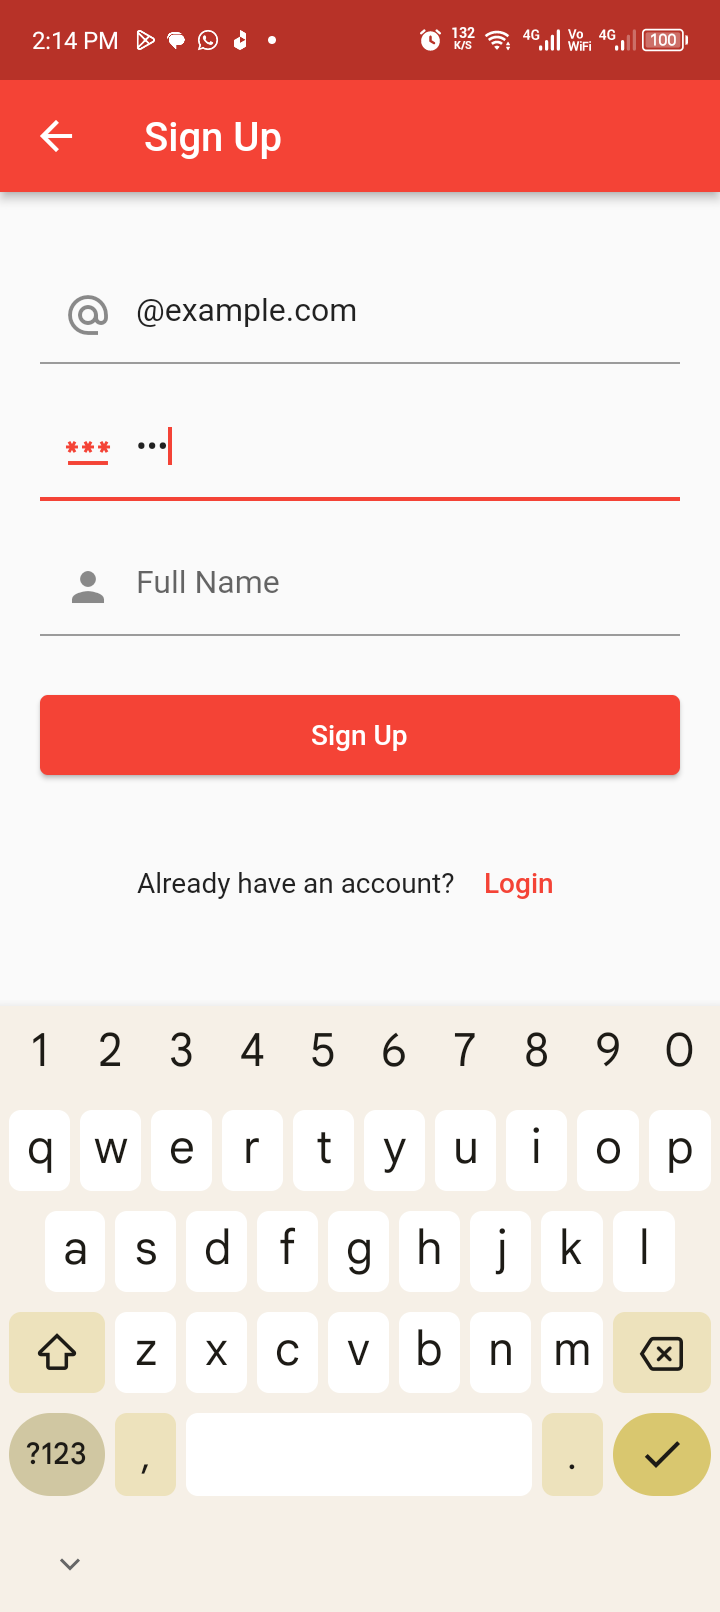 2:14 PM 132 K/S 4G Vo WiFi 4G 100
Sign Up
@example.com
•••
Full Name
Sign Up
Already have an account? Login
1 2 3 4 5 6 7 8 9 0
q w e r t y u i o p
a s d f g h j k l
z x c v b n m
?123 , .